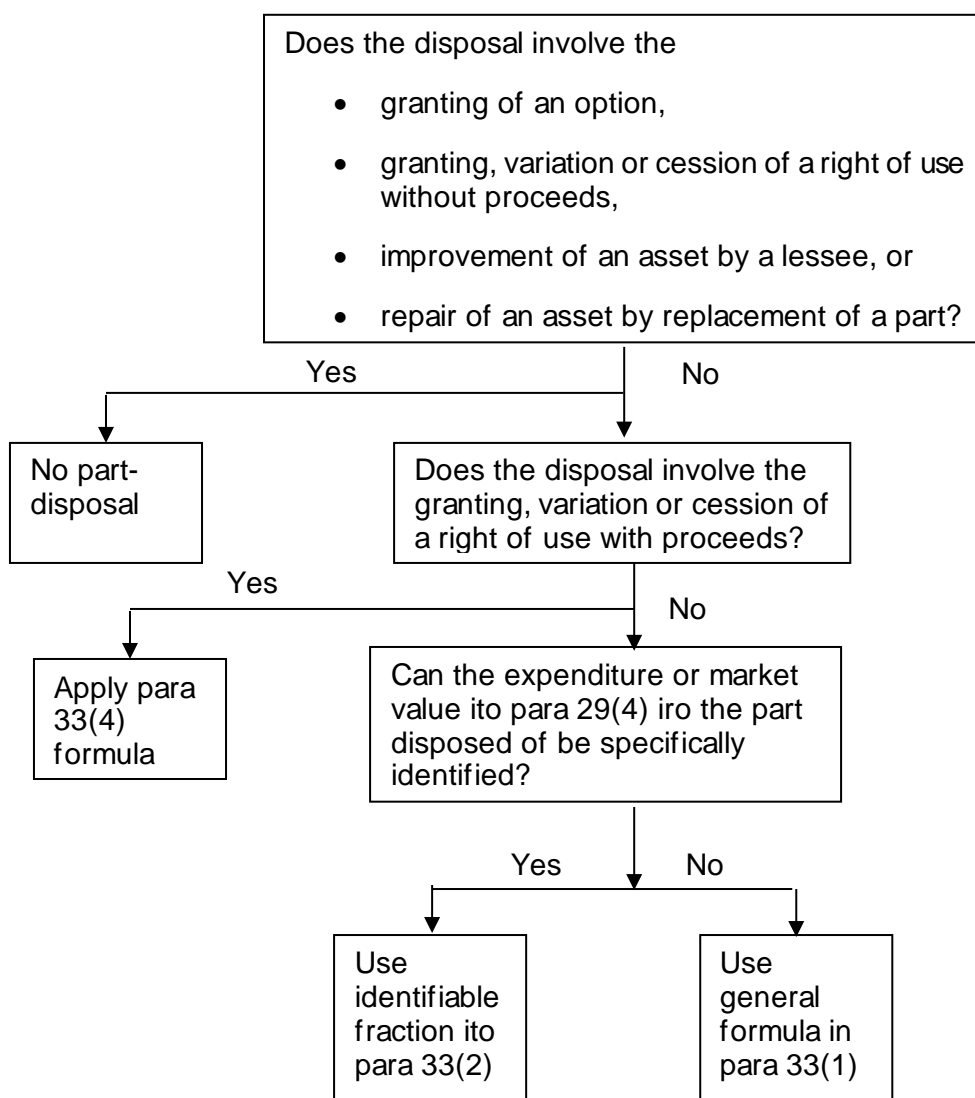 Does the disposal involve the
• granting of an option,
• granting, variation or cession of a right of use
without proceeds,
• improvement of an asset by a lessee, or
• repair of an asset by replacement of a part?
Yes
No
No part-
disposal
Does the disposal involve the
granting, variation or cession of
a right of use with proceeds?
Yes
No
Apply para
33(4)
formula
Can the expenditure or market
value ito para 29(4) iro the part
disposed of be specifically
identified?
Yes
No
Use
identifiable
fraction ito
para 33(2)
Use
general
formula in
para 33(1)